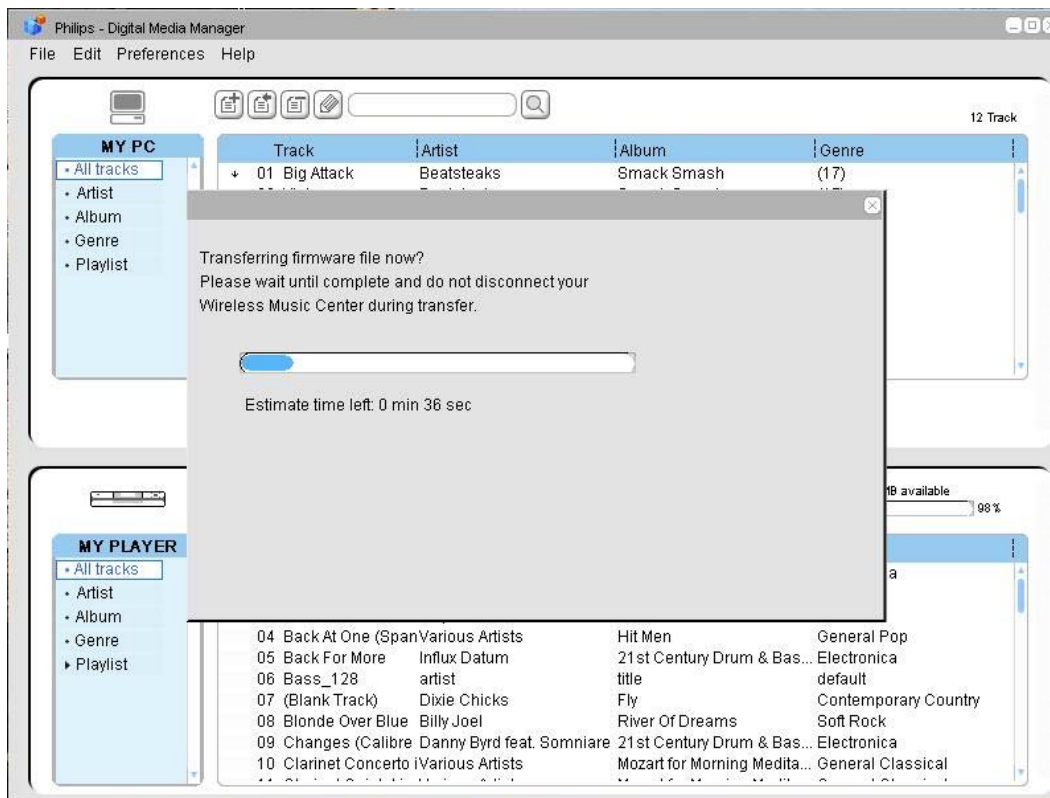 Philips - Digital Media Manager
File Edit Preferences Help
12 Track
MY PC
Track Artist Album Genre
• All tracks
01 Big Attack Beatsteaks Smack Smash (17)
• Artist
• Album
• Genre
• Playlist
Transferring firmware file now?
Please wait until complete and do not disconnect your
Wireless Music Center during transfer.
Estimate time left: 0 min 36 sec
available
98%
MY PLAYER
• All tracks
a
• Artist
• Album
• Genre
Playlist
04 Back At One (Span Various Artists Hit Men General Pop
05 Back For More Influx Datum 21st Century Drum & Bas... Electronica
06 Bass_128 artist title default
07 (Blank Track) Dixie Chicks Fly Contemporary Country
08 Blonde Over Blue Billy Joel River Of Dreams Soft Rock
09 Changes (Calibre Danny Byrd feat. Somniare 21st Century Drum & Bas... Electronica
10 Clarinet Concerto i Various Artists Mozart for Morning Medita... General Classical